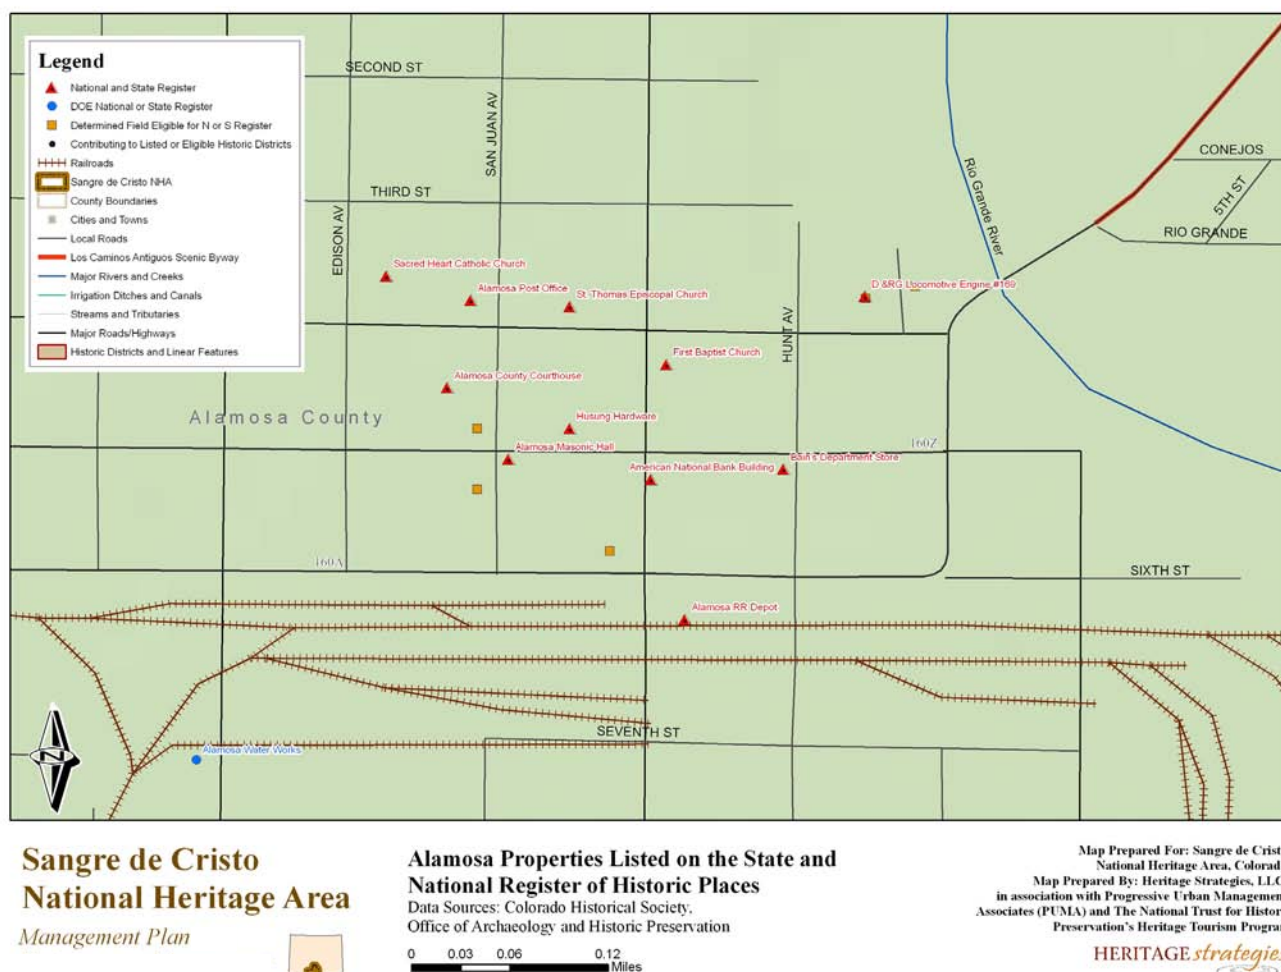 Legend
National and State Register
DOE National or State Register
Determined Field Eligible for N or S Register
Contributing to Listed or Eligible Historic Districts
Railroads
Sangre de Cristo NHA
County Boundaries
Cities and Towns
Local Roads
Los Caminos Antiguos Scenic Byway
Major Rivers and Creeks
Irrigation Ditches and Canals
Streams and Tributaries
Major Roads/Highways
Historic Districts and Linear Features
SECOND ST
SAN JUAN AV
THIRD ST
EDISON AV
HUNT AV
Rio Grande River
CONEJOS
5TH ST
RIO GRANDE
Sacred Heart Catholic Church
Alamosa Post Office
St. Thomas Episcopal Church
D &RG Locomotive Engine #169
First Baptist Church
Alamosa County Courthouse
Alamosa County
Husung Hardware
Alamosa Masonic Hall
160Z
American National Bank Building
Bain's Department Store
160A
SIXTH ST
Alamosa RR Depot
SEVENTH ST
Alamosa Water Works
N
Sangre de Cristo
National Heritage Area
Management Plan
Alamosa Properties Listed on the State and
National Register of Historic Places
Data Sources: Colorado Historical Society,
Office of Archaeology and Historic Preservation
0 0.03 0.06 0.12
Miles
Map Prepared For: Sangre de Crist
National Heritage Area, Colorad
Map Prepared By: Heritage Strategies, LLC
in association with Progressive Urban Managemen
Associates (PUMA) and The National Trust for Histor
Preservation's Heritage Tourism Program
HERITAGE strategies